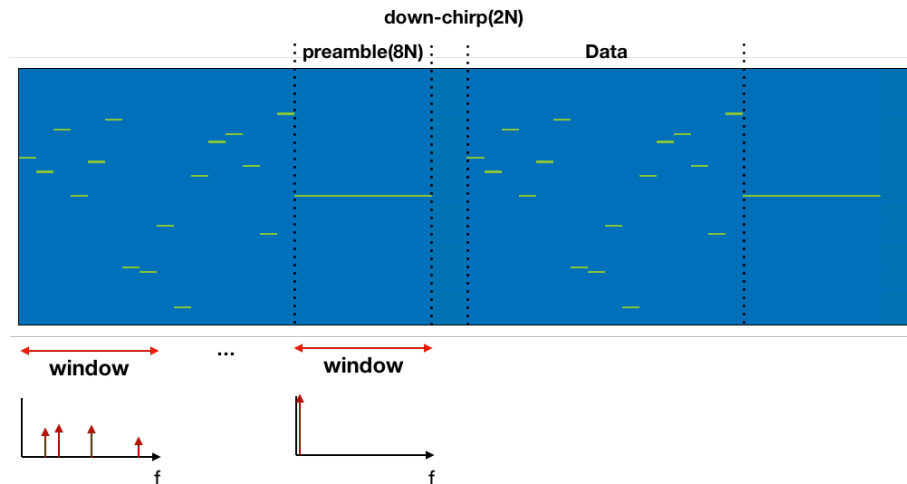 down-chirp(2N)
preamble(8N)
Data
...
window
window
f
f